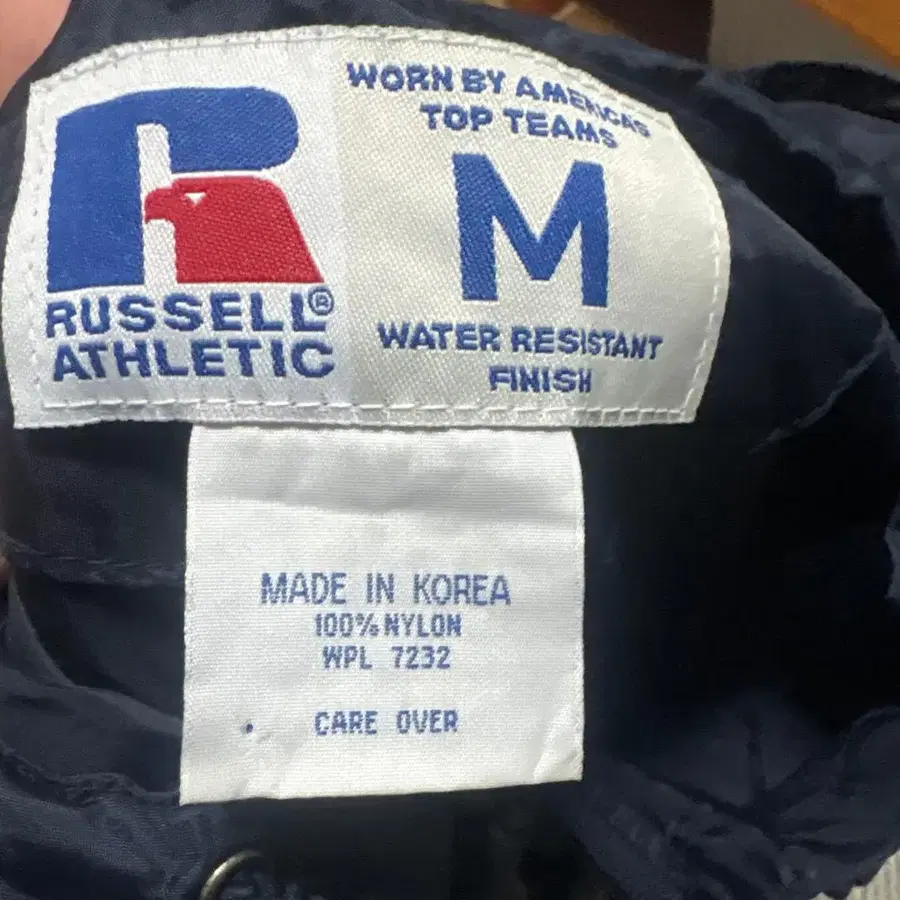 RUSSELL®
ATHLETIC
WORN BY AMERICA'S
TOP TEAMS
M
WATER RESISTANT
FINISH
MADE IN KOREA
100% NYLON
WPL 7232
CARE OVER